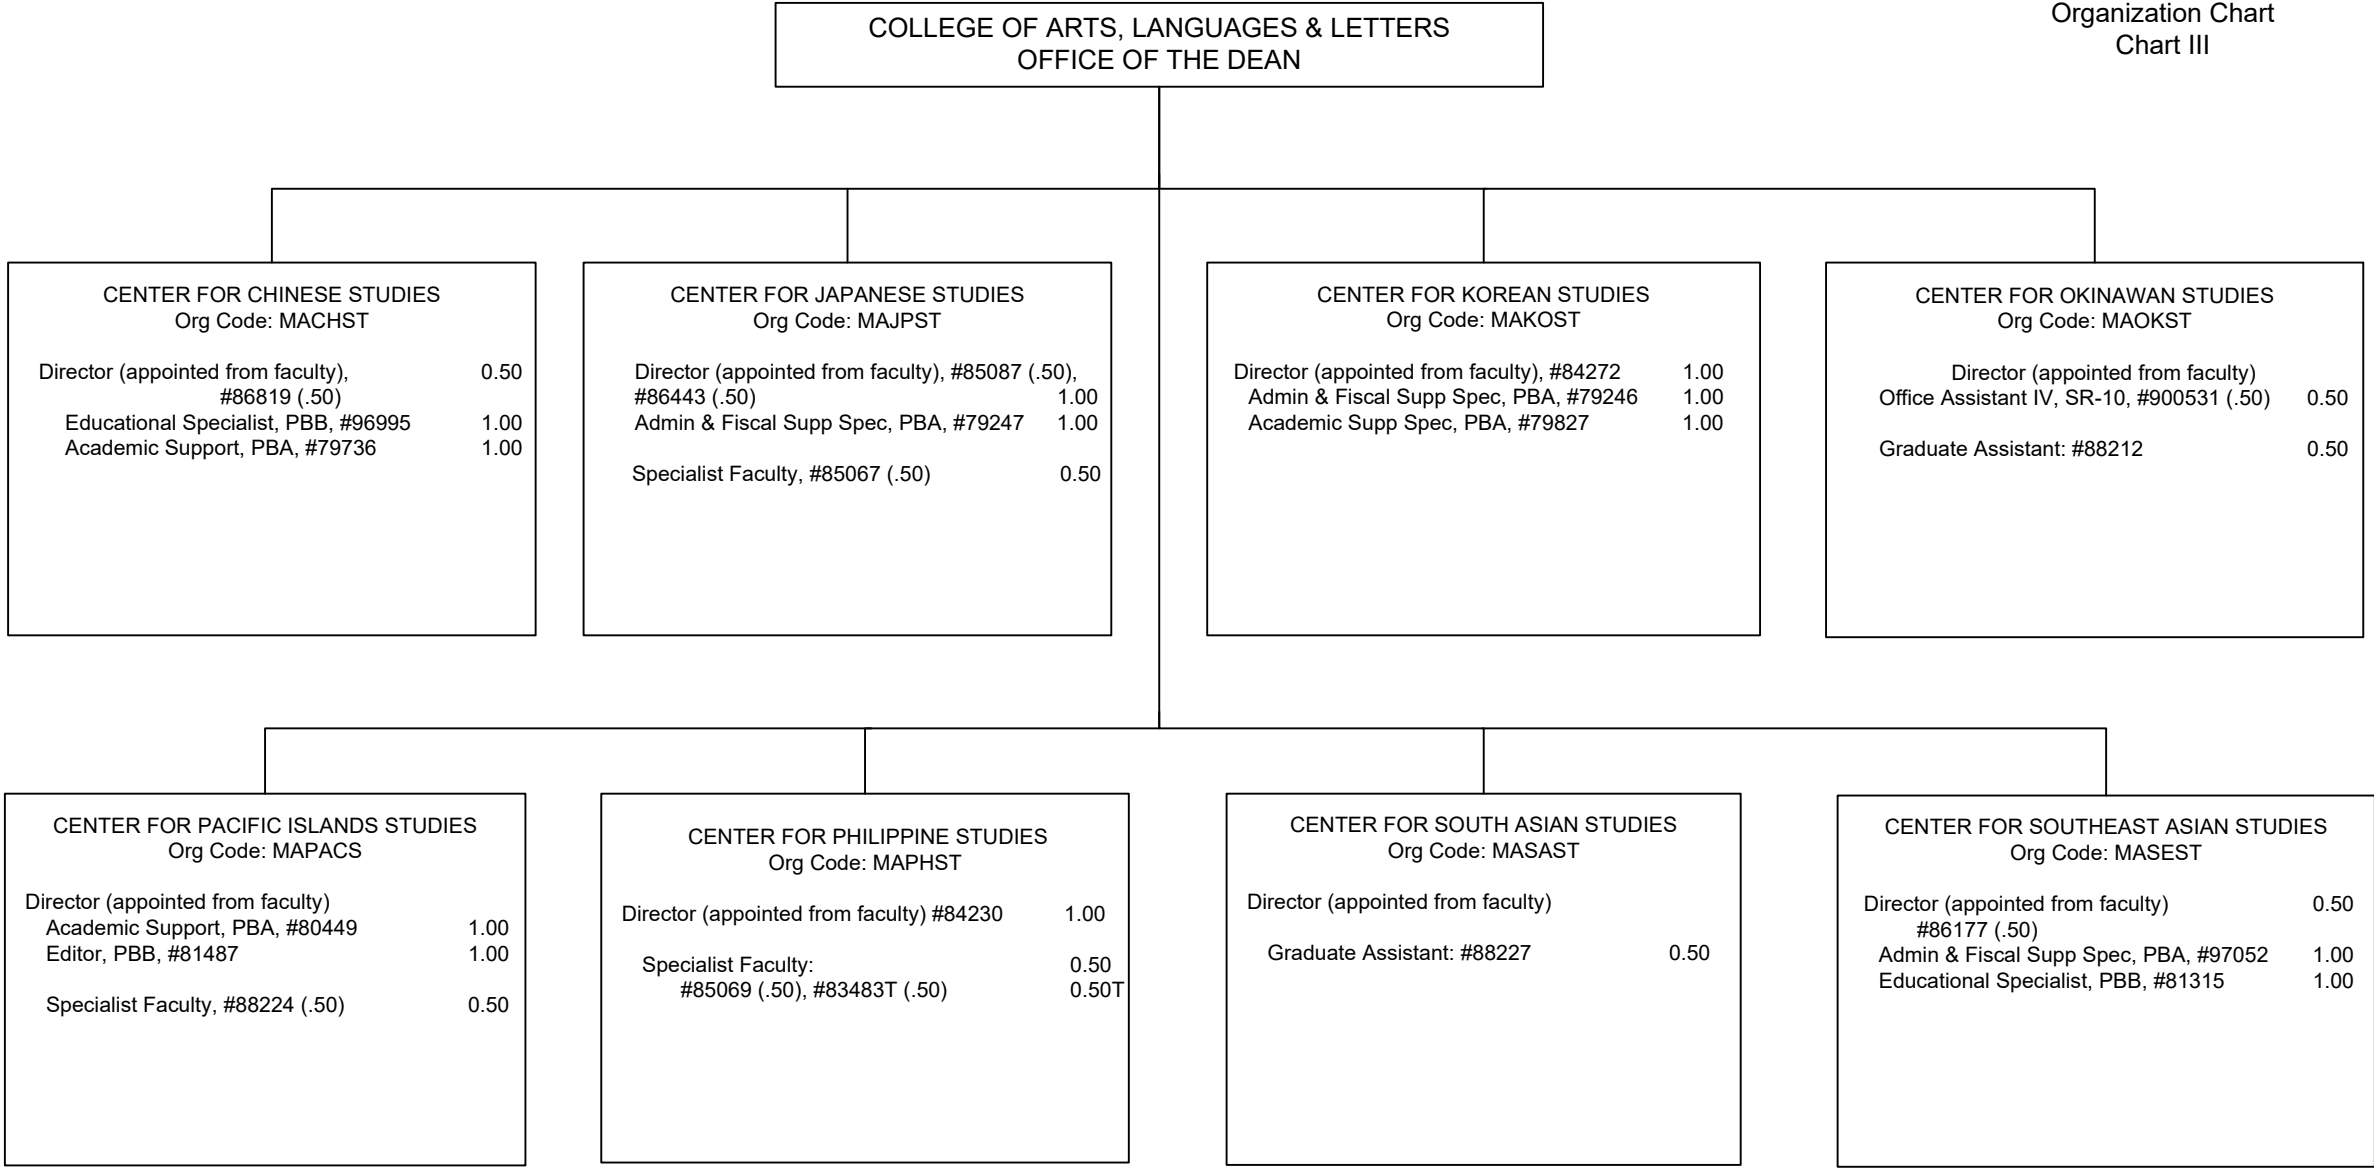 Organization Chart
Chart III
COLLEGE OF ARTS, LANGUAGES & LETTERS
OFFICE OF THE DEAN
CENTER FOR CHINESE STUDIES
Org Code: MACHST
Director (appointed from faculty), 0.50
#86819 (.50)
Educational Specialist, PBB, #96995 1.00
Academic Support, PBA, #79736 1.00
CENTER FOR JAPANESE STUDIES
Org Code: MAJPST
Director (appointed from faculty), #85087 (.50),
#86443 (.50) 1.00
Admin & Fiscal Supp Spec, PBA, #79247 1.00
Specialist Faculty, #85067 (.50) 0.50
CENTER FOR KOREAN STUDIES
Org Code: MAKOST
Director (appointed from faculty), #84272 1.00
Admin & Fiscal Supp Spec, PBA, #79246 1.00
Academic Supp Spec, PBA, #79827 1.00
CENTER FOR OKINAWAN STUDIES
Org Code: MAOKST
Director (appointed from faculty)
Office Assistant IV, SR-10, #900531 (.50) 0.50
Graduate Assistant: #88212 0.50
CENTER FOR PACIFIC ISLANDS STUDIES
Org Code: MAPACS
Director (appointed from faculty)
Academic Support, PBA, #80449 1.00
Editor, PBB, #81487 1.00
Specialist Faculty, #88224 (.50) 0.50
CENTER FOR PHILIPPINE STUDIES
Org Code: MAPHST
Director (appointed from faculty) #84230 1.00
Specialist Faculty: 0.50
#85069 (.50), #83483T (.50) 0.50T
CENTER FOR SOUTH ASIAN STUDIES
Org Code: MASAST
Director (appointed from faculty)
Graduate Assistant: #88227 0.50
CENTER FOR SOUTHEAST ASIAN STUDIES
Org Code: MASEST
Director (appointed from faculty) 0.50
#86177 (.50)
Admin & Fiscal Supp Spec, PBA, #97052 1.00
Educational Specialist, PBB, #81315 1.00